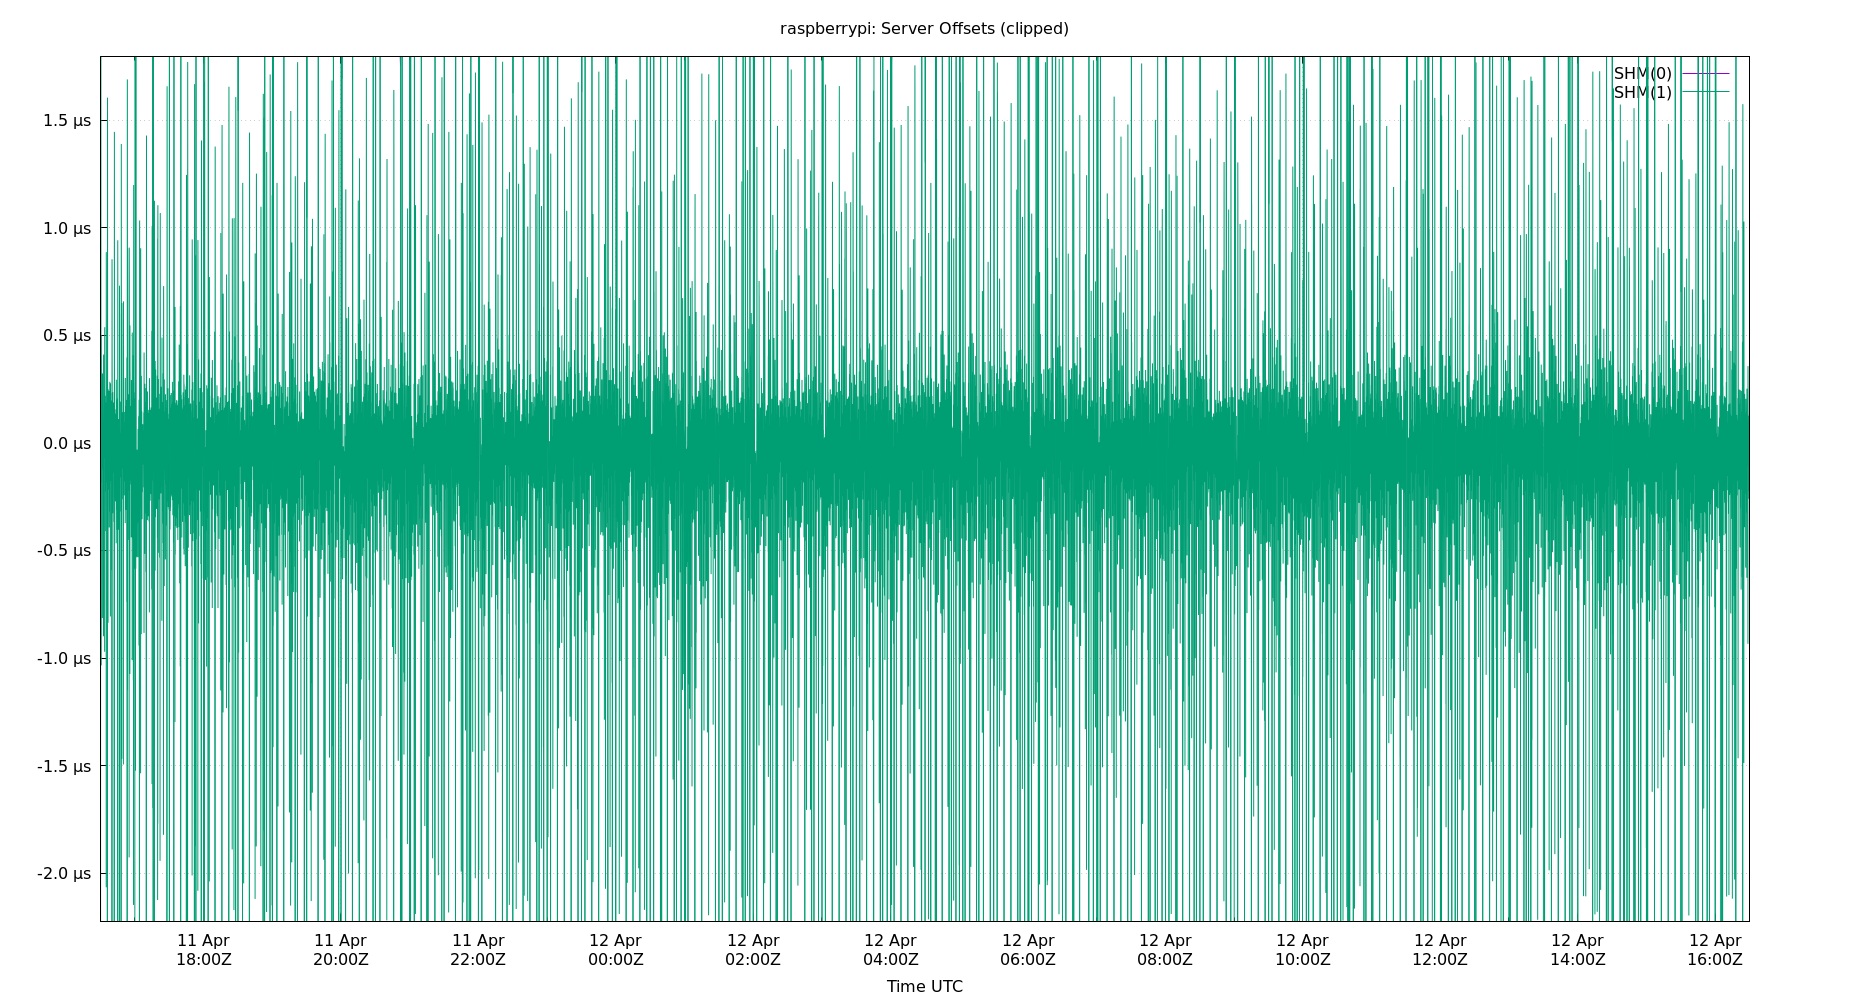 raspberrypi: Server Offsets (clipped)
SHM(0)
SHM(1)
1.5 µs
1.0 µs
0.5 µs
0.0 µs
-0.5 µs
-1.0 µs
-1.5 µs
-2.0 µs
11 Apr 11 Apr 11 Apr 12 Apr 12 Apr 12 Apr 12 Apr 12 Apr 12 Apr 12 Apr 12 Apr 12 Apr
18:00Z 20:00Z 22:00Z 00:00Z 02:00Z 04:00Z 06:00Z 08:00Z 10:00Z 12:00Z 14:00Z 16:00Z
Time UTC